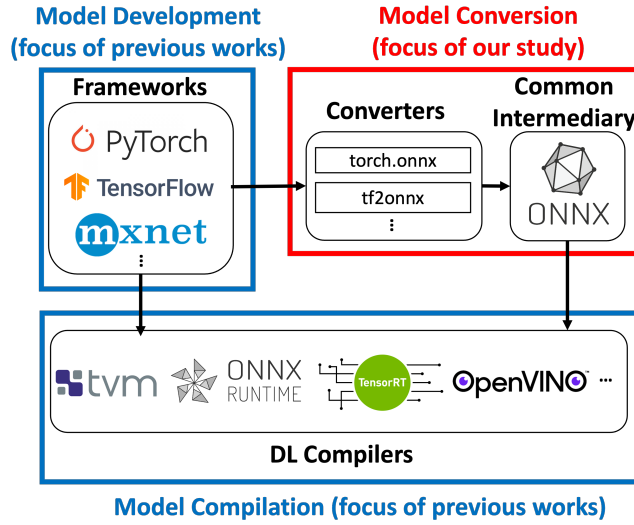 Model Development
(focus of previous works)
Model Conversion
(focus of our study)
Frameworks
PyTorch
TensorFlow
mxnet
⋮
Converters
torch.onnx
tf2onnx
⋮
Common
Intermediary
ONNX
tvm
ONNX
RUNTIME
TensorRT
OpenVINO
...
DL Compilers
Model Compilation (focus of previous works)